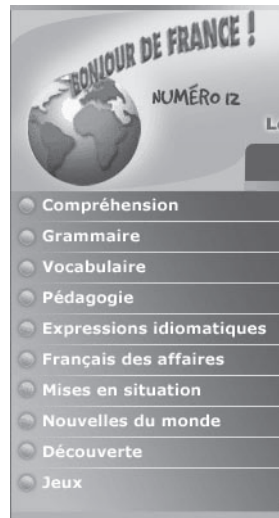 BONJOUR DE FRANCE !
NUMÉRO 12
Compréhension
Grammaire
Vocabulaire
Pédagogie
Expressions idiomatiques
Français des affaires
Mises en situation
Nouvelles du monde
Découverte
Jeux